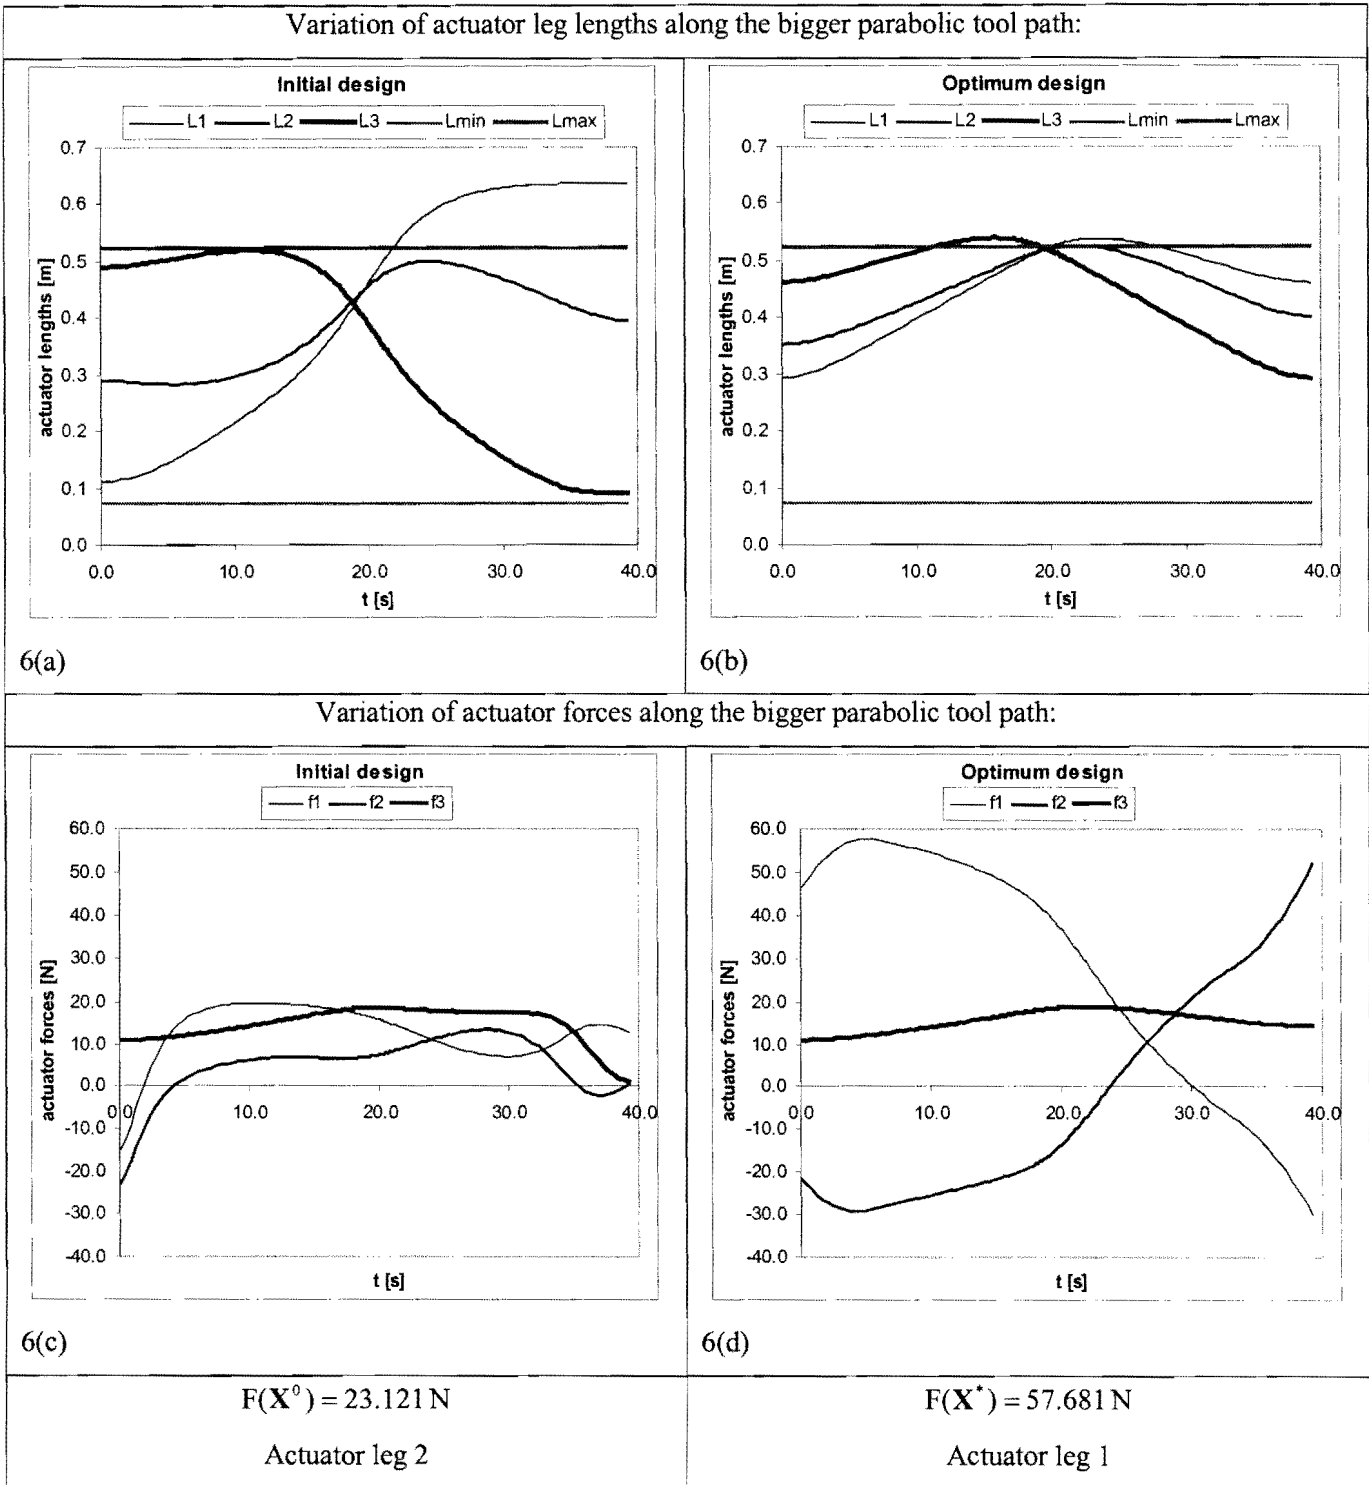 Variation of actuator leg lengths along the bigger parabolic tool path:
Initial design
L1 L2 L3 Lmin Lmax
0.7
0.6
0.5
0.4
0.3
0.2
0.1
0.0
actuator lengths [m]
0.0 10.0 20.0 30.0 40.0
t [s]
6(a)
Optimum design
L1 L2 L3 Lmin Lmax
0.7
0.6
0.5
0.4
0.3
0.2
0.1
0.0
actuator lengths [m]
0.0 10.0 20.0 30.0 40.0
t [s]
6(b)
Variation of actuator forces along the bigger parabolic tool path:
Initial design
f1 f2 f3
60.0
50.0
40.0
30.0
20.0
10.0
0.0
-10.0
-20.0
-30.0
-40.0
actuator forces [N]
0.0 10.0 20.0 30.0 40.0
t [s]
6(c)
Optimum design
f1 f2 f3
60.0
50.0
40.0
30.0
20.0
10.0
0.0
-10.0
-20.0
-30.0
-40.0
actuator forces [N]
0.0 10.0 20.0 30.0 40.0
t [s]
6(d)
F(X⁰) = 23.121 N
Actuator leg 2
F(X*) = 57.681 N
Actuator leg 1